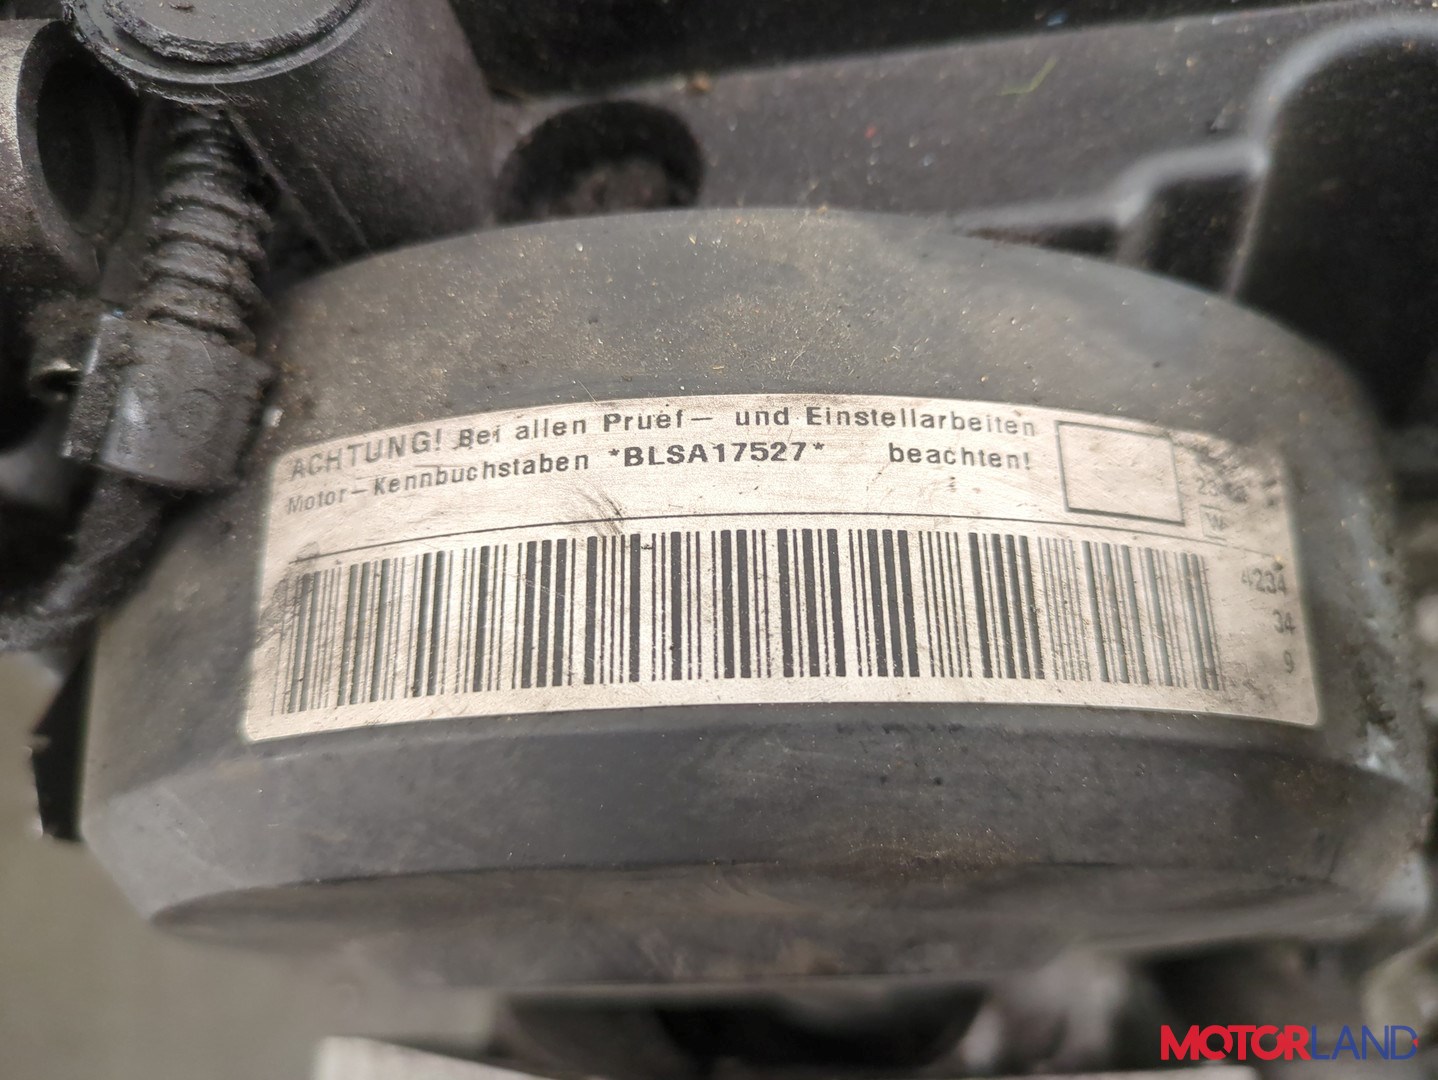 ACHTUNG! Bei allen Pruef- und Einstellarbeiten
Motor-Kennbuchstaben *BLSA17527* beachten!
W
4234
34
9
MOTORLAND